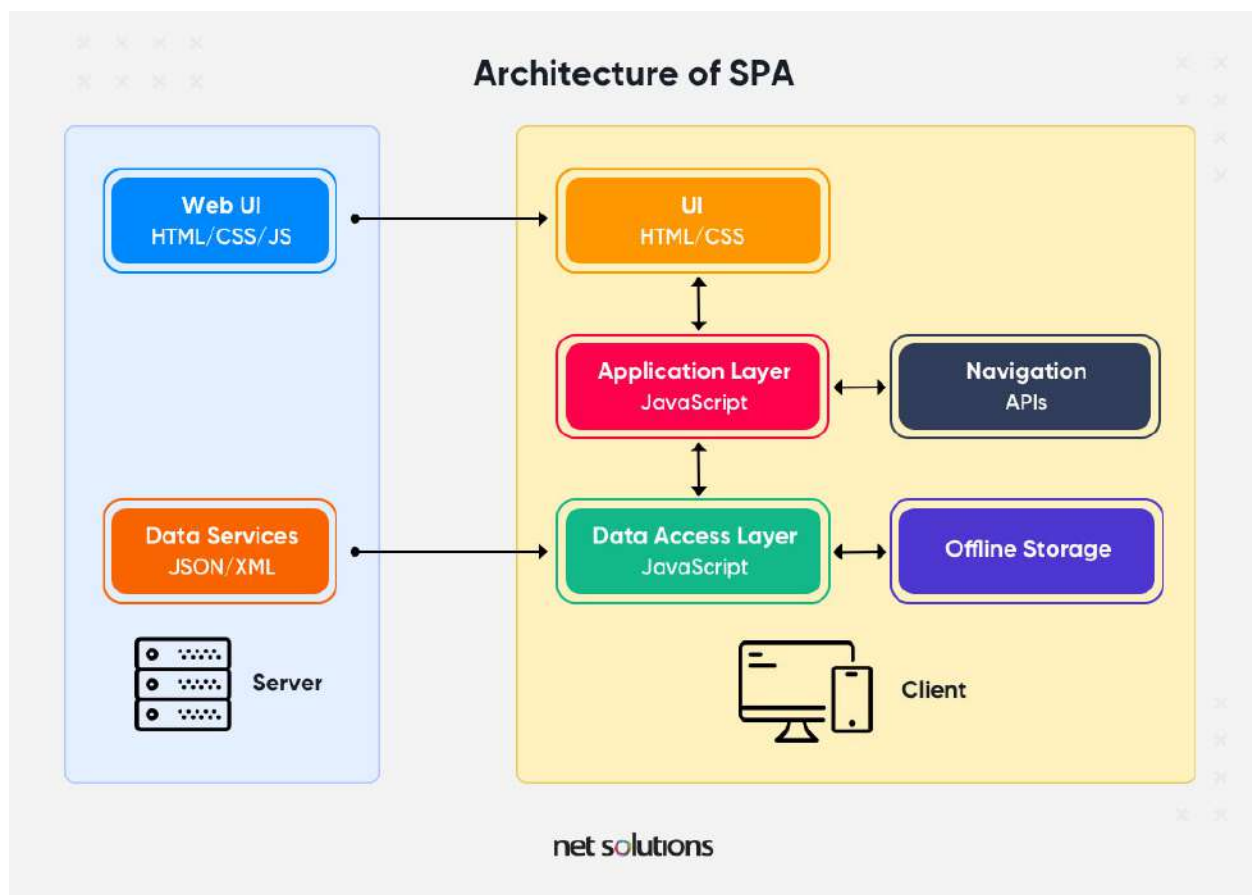 Architecture of SPA
Web UI
HTML/CSS/JS
UI
HTML/CSS
Application Layer
JavaScript
Navigation
APIs
Data Services
JSON/XML
Data Access Layer
JavaScript
Offline Storage
Server
Client
net solutions